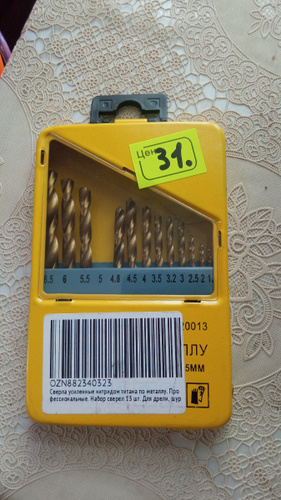 Цен
31.
6.5 6 5.5 5 4.8 4.5 4 3.5 3.2 3 2.5 2
20013
ЛЛУ
5ММ
OZN882340323
Сверла усиленные нитридом титана по металлу. Про
фессиональные. Набор сверел 13 шт. Для дрели, шур